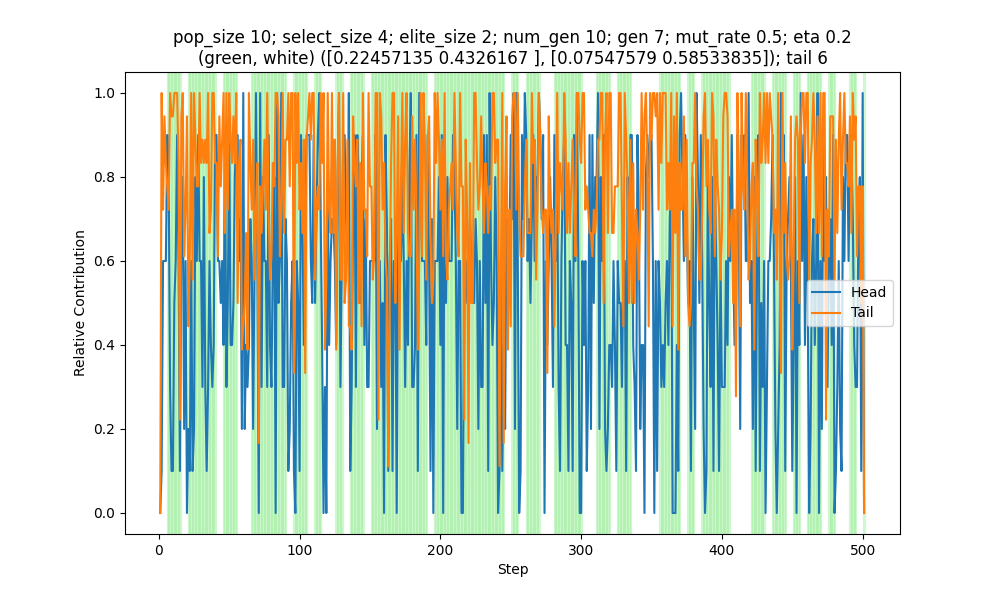 pop_size 10; select_size 4; elite_size 2; num_gen 10; gen 7; mut_rate 0.5; eta 0.2
(green, white) ([0.22457135 0.4326167 ], [0.07547579 0.58533835]); tail 6
1.0
0.8
0.6
0.4
0.2
0.0
Relative Contribution
Head
Tail
0
100
200
300
400
500
Step